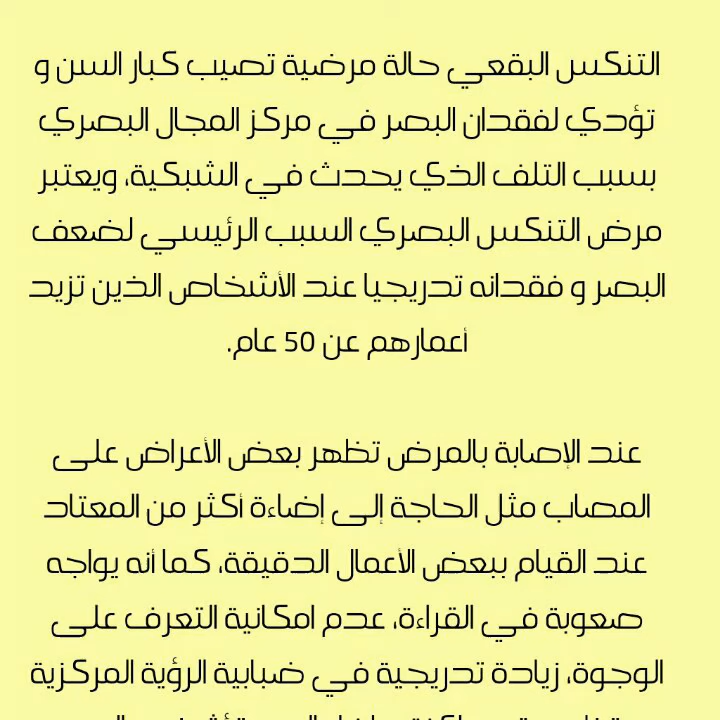 التنكس البقعي حالة مرضية تصيب كبار السن و
تؤدي لفقدان البصر في مركز المجال البصري
بسبب التلف الذي يحدث في الشبكية، ويعتبر
مرض التنكس البصري السبب الرئيسي لضعف
البصر و فقدانه تدريجيا عند الأشخاص الذين تزيد
أعمارهم عن 50 عام.
عند الإصابة بالمرض تظهر بعض الأعراض على
المصاب مثل الحاجة إلى إضاءة أكثر من المعتاد
عند القيام ببعض الأعمال الدقيقة، كما أنه يواجه
صعوبة في القراءة، عدم امكانية التعرف على
الوجوة، زيادة تدريجية في ضبابية الرؤية المركزية